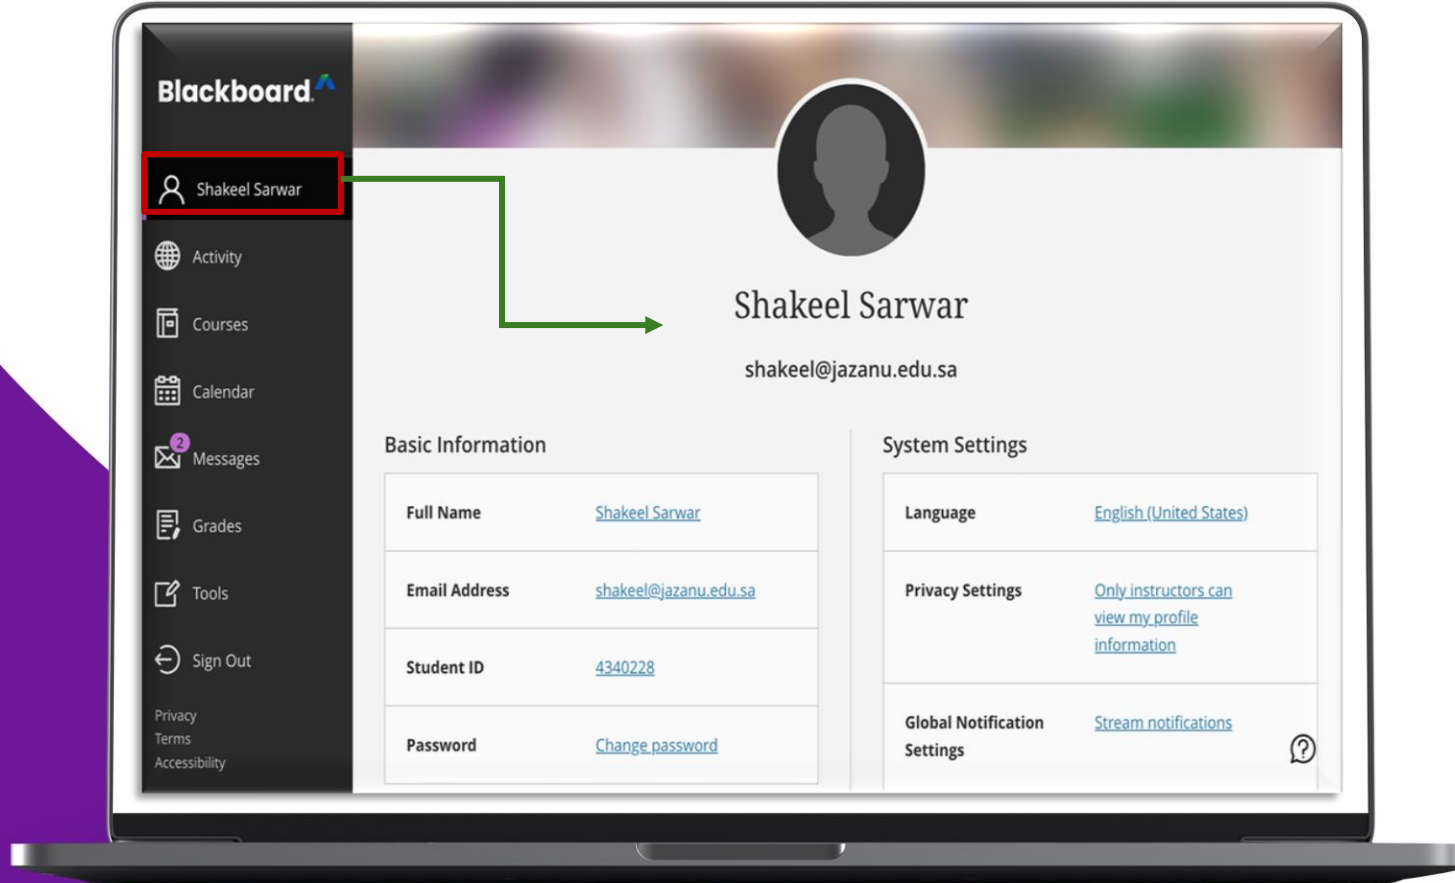 Blackboard
Shakeel Sarwar
Activity
Courses
Calendar
2
Messages
Grades
Tools
Sign Out
Privacy
Terms
Accessibility
Shakeel Sarwar
shakeel@jazanu.edu.sa
Basic Information
Full Name Shakeel Sarwar
Email Address shakeel@jazanu.edu.sa
Student ID 4340228
Password Change password
System Settings
Language English (United States)
Privacy Settings Only instructors can
view my profile
information
Global Notification Stream notifications
Settings
?